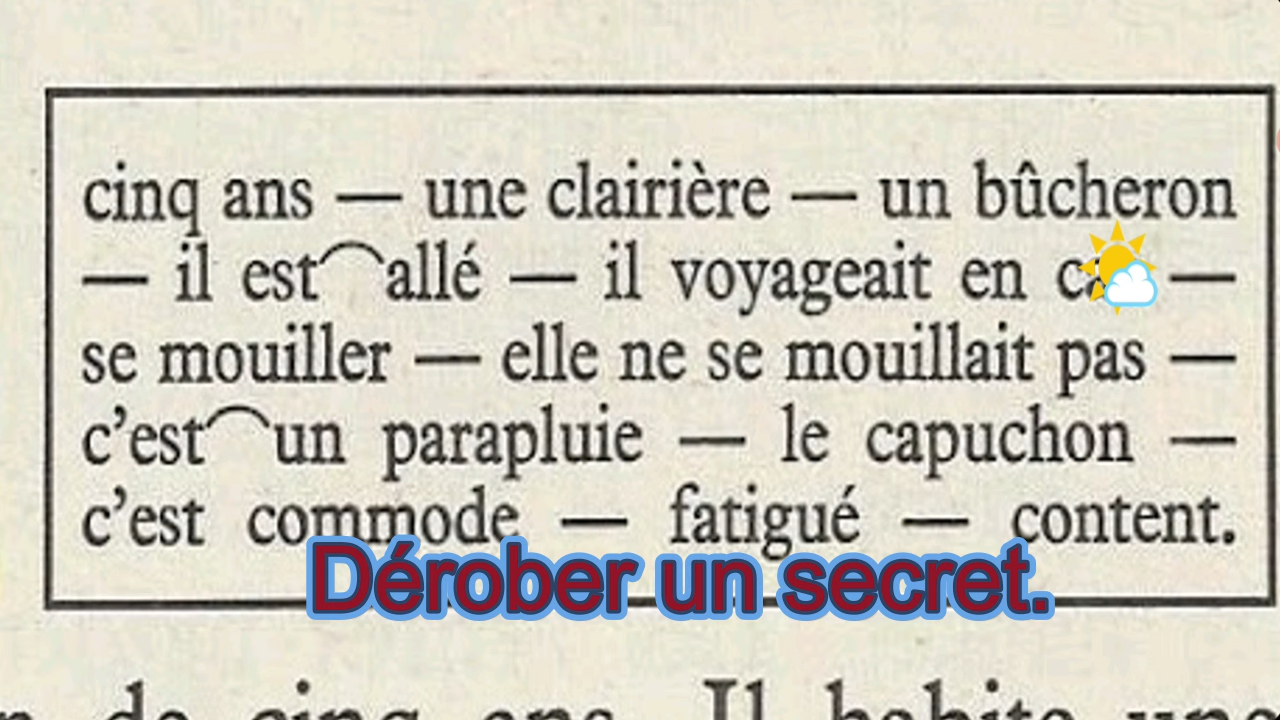 cinq ans — une clairière — un bûcheron
— il est‿allé — il voyageait en —
se mouiller — elle ne se mouillait pas —
c'est‿un parapluie — le capuchon —
c'est commode — fatigué — content.
Dérober un secret.
de cinq ans. Il habite une